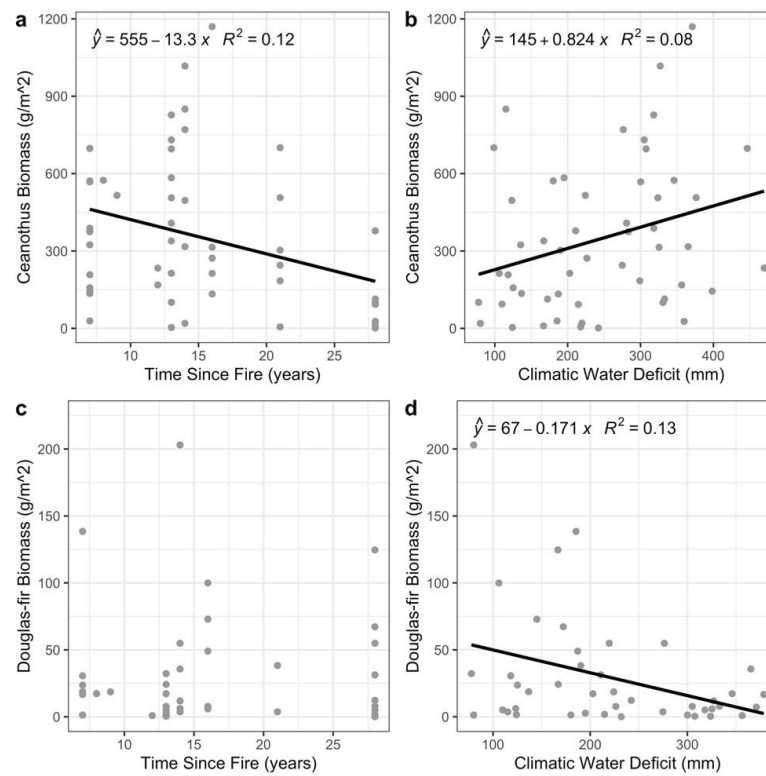 a
ŷ = 555 − 13.3 x   R² = 0.12
1200
900
600
300
0
Ceanothus Biomass (g/m^2)
10 15 20 25
Time Since Fire (years)
b
ŷ = 145 + 0.824 x   R² = 0.08
1200
900
600
300
0
Ceanothus Biomass (g/m^2)
100 200 300 400
Climatic Water Deficit (mm)
c
200
150
100
50
0
Douglas-fir Biomass (g/m^2)
10 15 20 25
Time Since Fire (years)
d
ŷ = 67 − 0.171 x   R² = 0.13
200
150
100
50
0
Douglas-fir Biomass (g/m^2)
100 200 300
Climatic Water Deficit (mm)